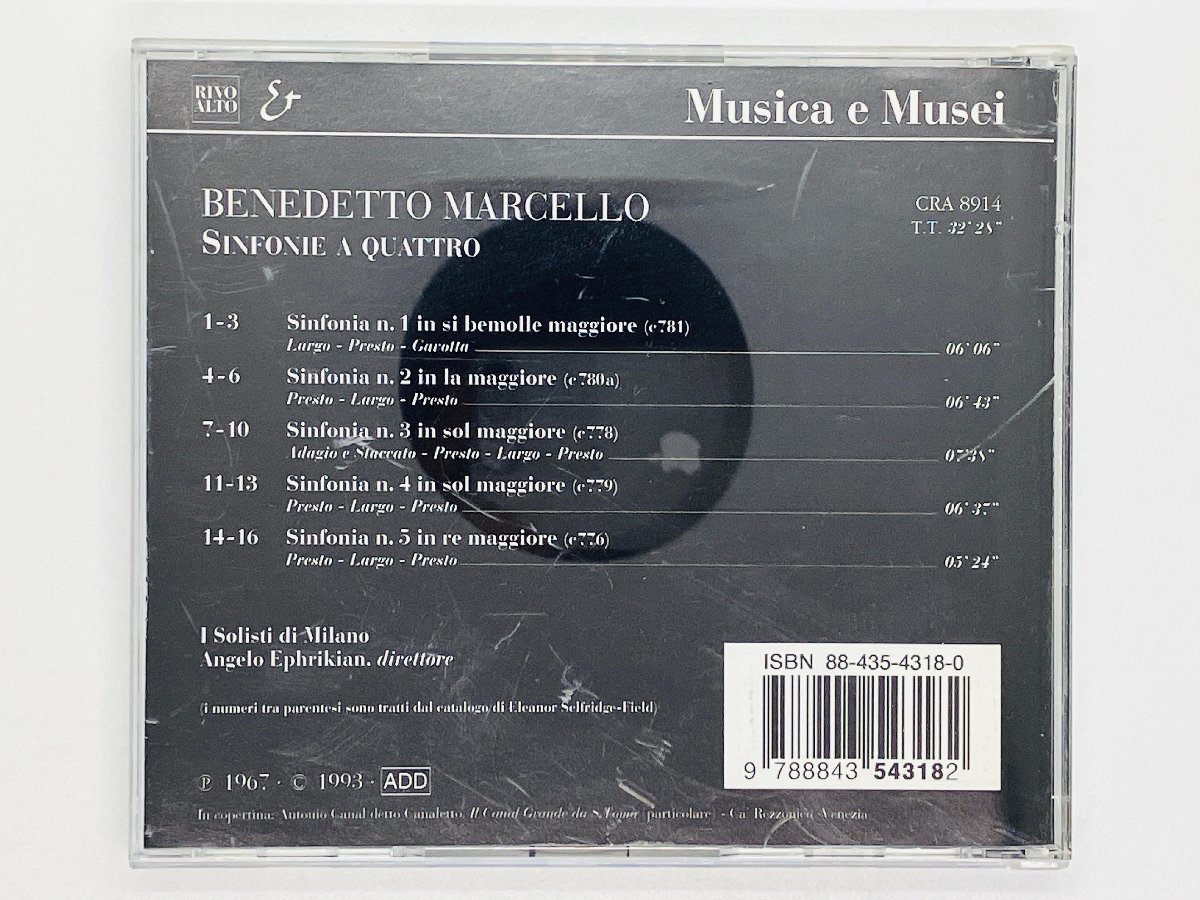 RIVO
ALTO
Et
Musica e Musei
BENEDETTO MARCELLO
CRA 8914
SINFONIE A QUATTRO
T.T. 32' 28"
1-3 Sinfonia n. 1 in si bemolle maggiore (c781)
Largo - Presto - Gavotta 06' 06"
4-6 Sinfonia n. 2 in la maggiore (c780a)
Presto - Largo - Presto 06' 43"
7-10 Sinfonia n. 3 in sol maggiore (c778)
Adagio e Staccato - Presto - Largo - Presto 07' 38"
11-13 Sinfonia n. 4 in sol maggiore (c779)
Presto - Largo - Presto 06' 37"
14-16 Sinfonia n. 5 in re maggiore (c776)
Presto - Largo - Presto 05' 24"
I Solisti di Milano
Angelo Ephrikian, direttore
(i numeri tra parentesi sono tratti dal catalogo di Eleanor Selfridge-Field)
℗ 1967 · © 1993 · ADD
In copertina: Antonio Canal detto Canaletto, Il Canal Grande da S. Toma' (particolare) - Ca' Rezzonico, Venezia
ISBN 88-435-4318-0
9 788843 543182